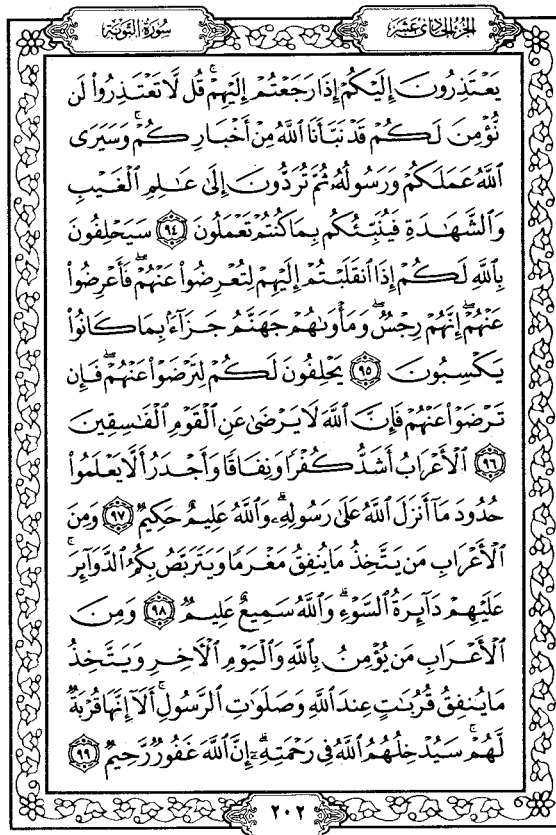 الجزء الحادي عشر
سورة التوبة
يَعْتَذِرُونَ إِلَيْكُمْ إِذَا رَجَعْتُمْ إِلَيْهِمْ ۚ قُل لَّا تَعْتَذِرُوا۟ لَن
نُّؤْمِنَ لَكُمْ قَدْ نَبَّأَنَا ٱللَّهُ مِنْ أَخْبَارِكُمْ ۚ وَسَيَرَى
ٱللَّهُ عَمَلَكُمْ وَرَسُولُهُۥ ثُمَّ تُرَدُّونَ إِلَىٰ عَـٰلِمِ ٱلْغَيْبِ
وَٱلشَّهَـٰدَةِ فَيُنَبِّئُكُم بِمَا كُنتُمْ تَعْمَلُونَ ٩٤ سَيَحْلِفُونَ
بِٱللَّهِ لَكُمْ إِذَا ٱنقَلَبْتُمْ إِلَيْهِمْ لِتُعْرِضُوا۟ عَنْهُمْ ۖ فَأَعْرِضُوا۟
عَنْهُمْ ۖ إِنَّهُمْ رِجْسٌ ۖ وَمَأْوَىٰهُمْ جَهَنَّمُ جَزَآءًۢ بِمَا كَانُوا۟
يَكْسِبُونَ ٩٥ يَحْلِفُونَ لَكُمْ لِتَرْضَوْا۟ عَنْهُمْ ۖ فَإِن
تَرْضَوْا۟ عَنْهُمْ فَإِنَّ ٱللَّهَ لَا يَرْضَىٰ عَنِ ٱلْقَوْمِ ٱلْفَـٰسِقِينَ
٩٦ ٱلْأَعْرَابُ أَشَدُّ كُفْرًا وَنِفَاقًا وَأَجْدَرُ أَلَّا يَعْلَمُوا۟
حُدُودَ مَآ أَنزَلَ ٱللَّهُ عَلَىٰ رَسُولِهِۦ ۗ وَٱللَّهُ عَلِيمٌ حَكِيمٌ ٩٧ وَمِنَ
ٱلْأَعْرَابِ مَن يَتَّخِذُ مَا يُنفِقُ مَغْرَمًا وَيَتَرَبَّصُ بِكُمُ ٱلدَّوَآئِرَ ۚ
عَلَيْهِمْ دَآئِرَةُ ٱلسَّوْءِ ۗ وَٱللَّهُ سَمِيعٌ عَلِيمٌ ٩٨ وَمِنَ
ٱلْأَعْرَابِ مَن يُؤْمِنُ بِٱللَّهِ وَٱلْيَوْمِ ٱلْـَٔاخِرِ وَيَتَّخِذُ
مَا يُنفِقُ قُرُبَـٰتٍ عِندَ ٱللَّهِ وَصَلَوَٰتِ ٱلرَّسُولِ ۚ أَلَآ إِنَّهَا قُرْبَةٌ
لَّهُمْ ۚ سَيُدْخِلُهُمُ ٱللَّهُ فِى رَحْمَتِهِۦٓ ۗ إِنَّ ٱللَّهَ غَفُورٌ رَّحِيمٌ ٩٩
٢٠٢